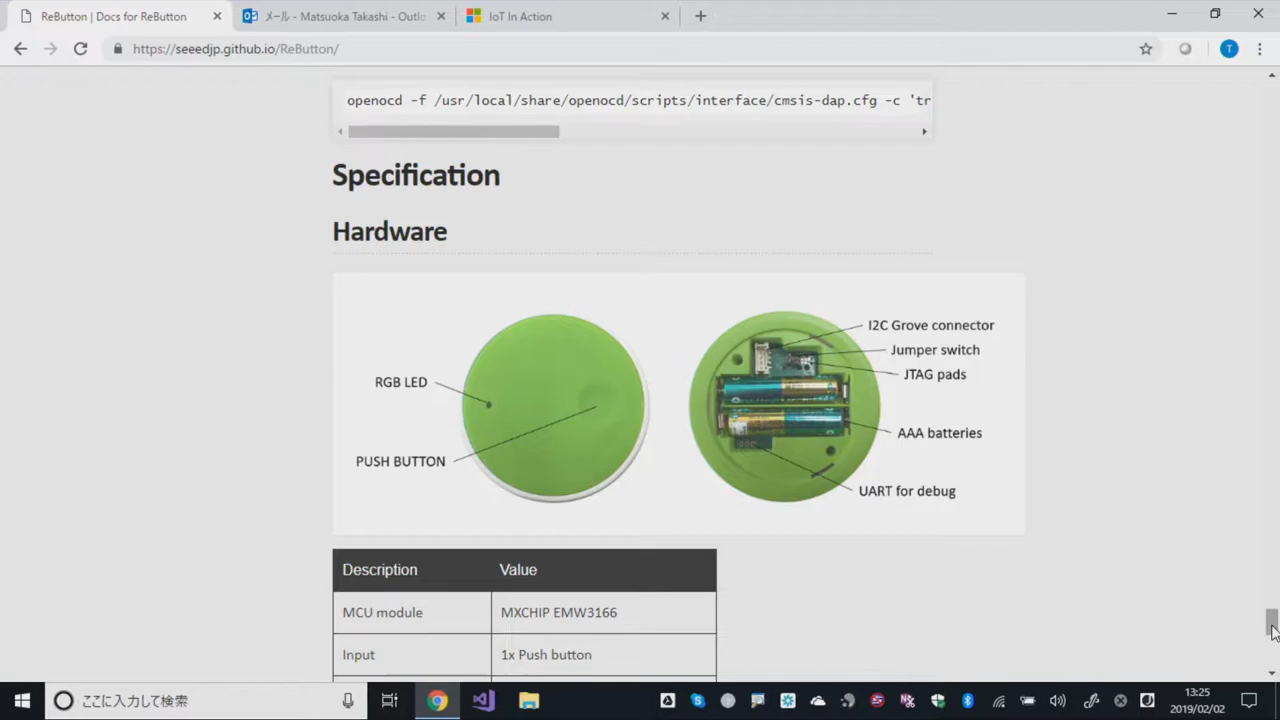 ReButton | Docs for ReButton
メール - Matsuoka Takashi - Outlo
IoT In Action
https://seeedjp.github.io/ReButton/
T
openocd -f /usr/local/share/openocd/scripts/interface/cmsis-dap.cfg -c 'tr
Specification
Hardware
I2C Grove connector
Jumper switch
JTAG pads
RGB LED
AAA batteries
PUSH BUTTON
UART for debug
Description Value
MCU module MXCHIP EMW3166
Input 1x Push button
ここに入力して検索
13:25
2019/02/02